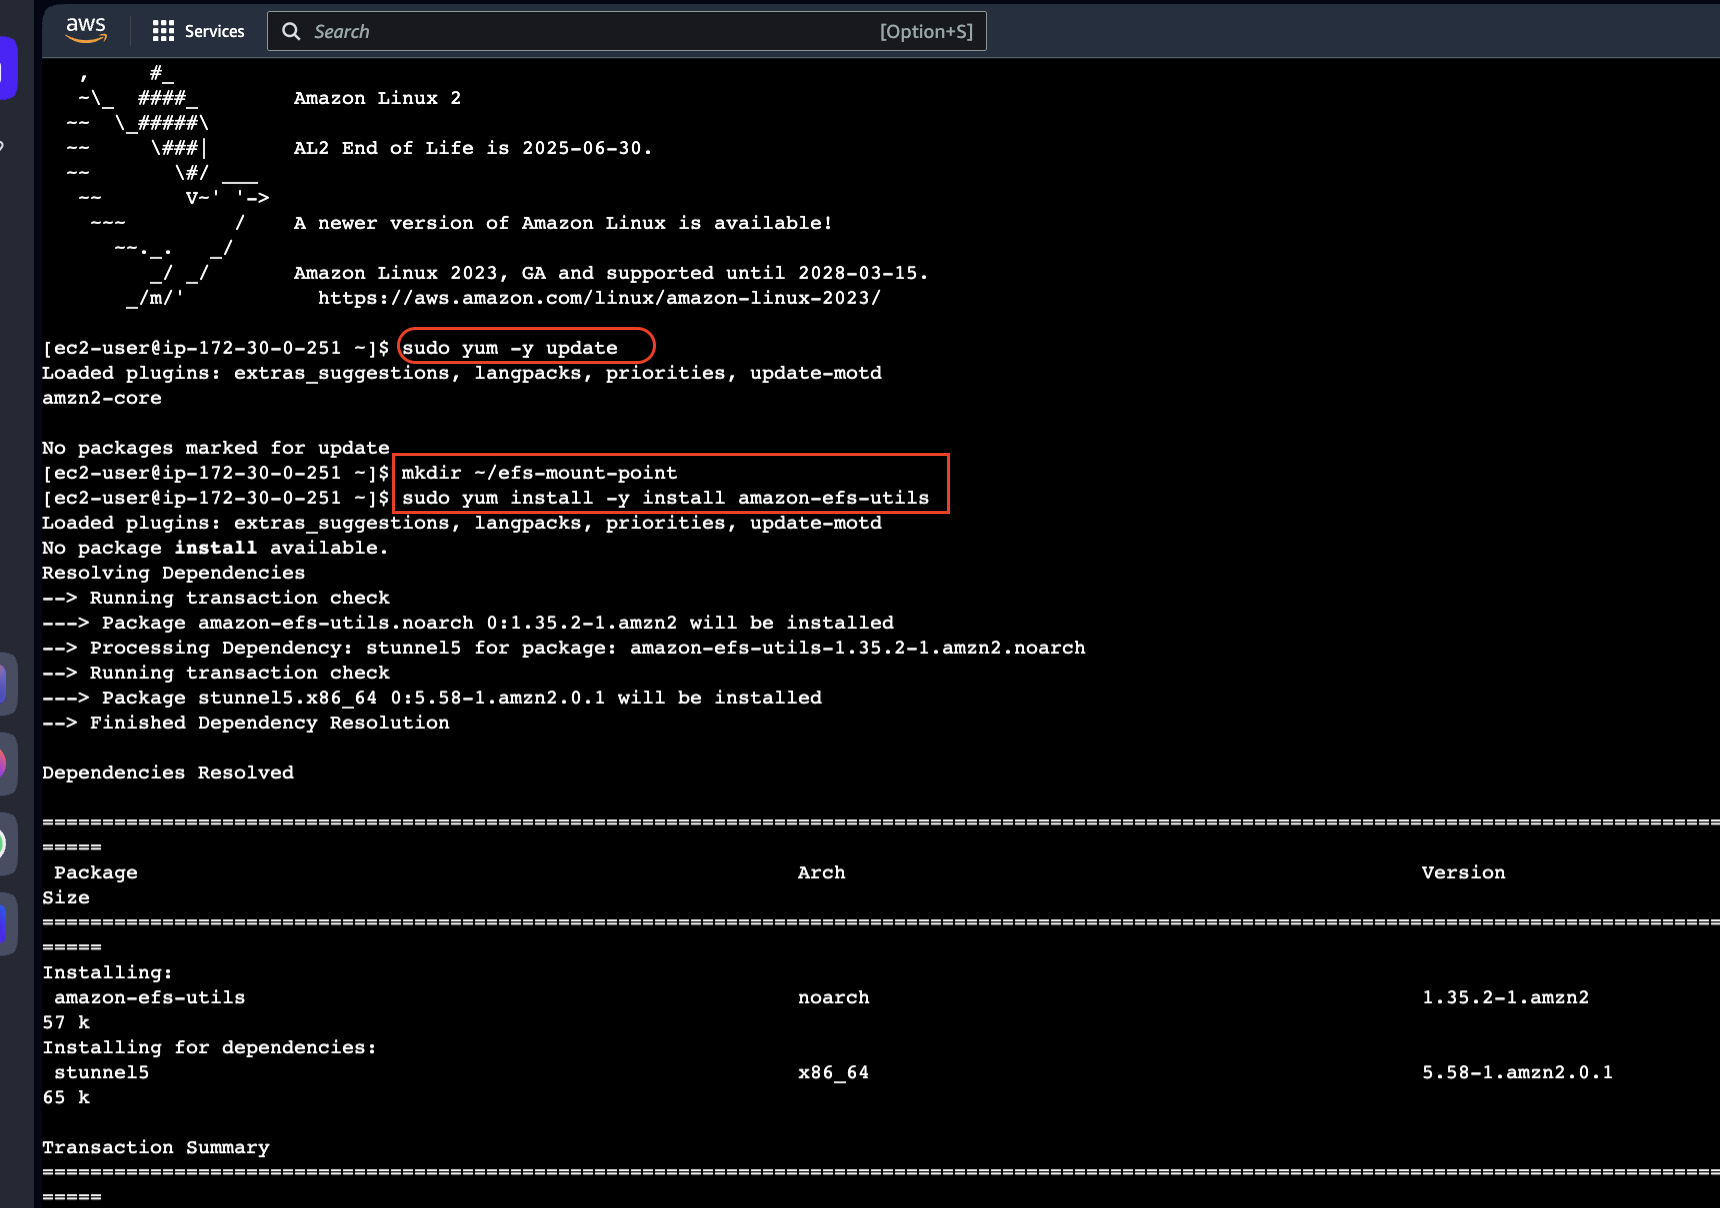 aws Services Search [Option+S]
,     #_
~\_  ####_        Amazon Linux 2
~~  \_#####\
~~     \###|       AL2 End of Life is 2025-06-30.
~~       \#/ ___
~~       V~' '->
~~~         /    A newer version of Amazon Linux is available!
~~._.   _/
_/ _/       Amazon Linux 2023, GA and supported until 2028-03-15.
_/m/'           https://aws.amazon.com/linux/amazon-linux-2023/
[ec2-user@ip-172-30-0-251 ~]$ sudo yum -y update
Loaded plugins: extras_suggestions, langpacks, priorities, update-motd
amzn2-core
No packages marked for update
[ec2-user@ip-172-30-0-251 ~]$ mkdir ~/efs-mount-point
[ec2-user@ip-172-30-0-251 ~]$ sudo yum install -y install amazon-efs-utils
Loaded plugins: extras_suggestions, langpacks, priorities, update-motd
No package install available.
Resolving Dependencies
--> Running transaction check
---> Package amazon-efs-utils.noarch 0:1.35.2-1.amzn2 will be installed
--> Processing Dependency: stunnel5 for package: amazon-efs-utils-1.35.2-1.amzn2.noarch
--> Running transaction check
---> Package stunnel5.x86_64 0:5.58-1.amzn2.0.1 will be installed
--> Finished Dependency Resolution
Dependencies Resolved
============================================================================================================================================
=====
Package Arch Version
Size
============================================================================================================================================
=====
Installing:
amazon-efs-utils noarch 1.35.2-1.amzn2
57 k
Installing for dependencies:
stunnel5 x86_64 5.58-1.amzn2.0.1
65 k
Transaction Summary
============================================================================================================================================
=====